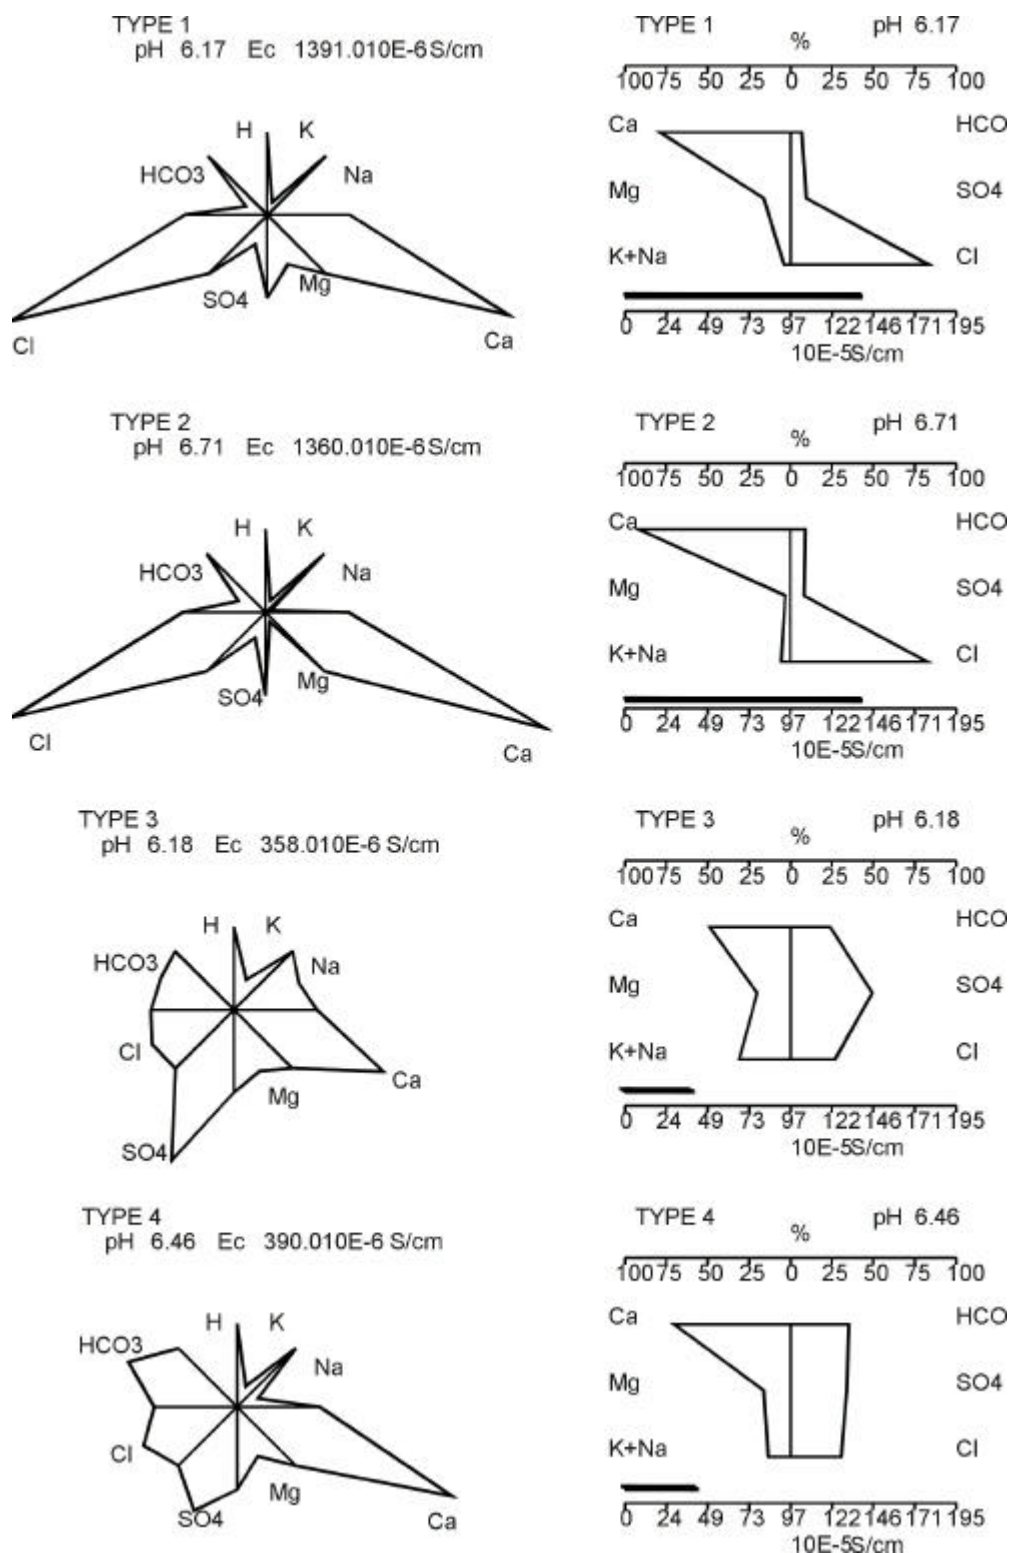 TYPE 1
pH 6.17 Ec 1391.010E-6S/cm
H K
HCO3 Na
SO4 Mg
Cl Ca
TYPE 1 % pH 6.17
100 75 50 25 0 25 50 75 100
Ca HCO
Mg SO4
K+Na Cl
0 24 49 73 97 122 146 171 195
10E-5S/cm
TYPE 2
pH 6.71 Ec 1360.010E-6S/cm
H K
HCO3 Na
SO4 Mg
Cl Ca
TYPE 2 % pH 6.71
100 75 50 25 0 25 50 75 100
Ca HCO
Mg SO4
K+Na Cl
0 24 49 73 97 122 146 171 195
10E-5S/cm
TYPE 3
pH 6.18 Ec 358.010E-6 S/cm
H K
HCO3 Na
Cl Ca
Mg
SO4
TYPE 3 % pH 6.18
100 75 50 25 0 25 50 75 100
Ca HCO
Mg SO4
K+Na Cl
0 24 49 73 97 122 146 171 195
10E-5S/cm
TYPE 4
pH 6.46 Ec 390.010E-6 S/cm
H K
HCO3 Na
Cl
Mg
SO4 Ca
TYPE 4 % pH 6.46
100 75 50 25 0 25 50 75 100
Ca HCO
Mg SO4
K+Na Cl
0 24 49 73 97 122 146 171 195
10E-5S/cm